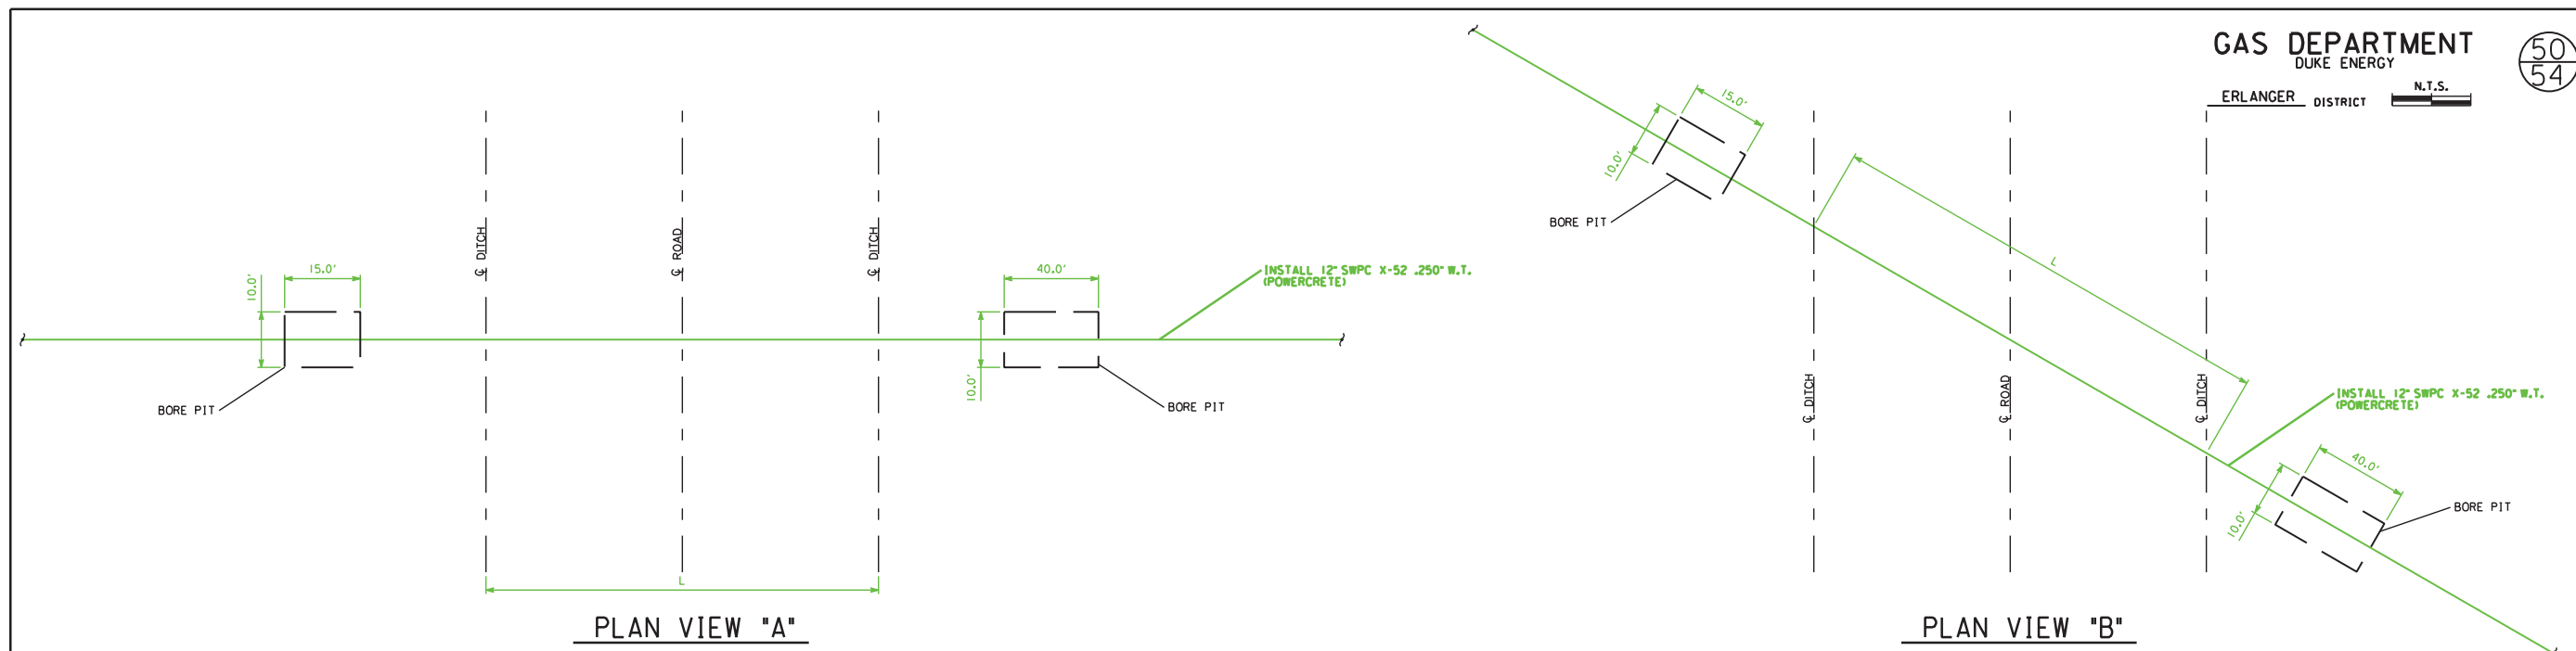 GAS DEPARTMENT
DUKE ENERGY
ERLANGER DISTRICT
N.T.S.
50
54
℄ DITCH
℄ ROAD
℄ DITCH
10.0'
15.0'
BORE PIT
40.0'
10.0'
BORE PIT
INSTALL 12" SWPC X-52 .250" W.T.
(POWERCRETE)
L
PLAN VIEW "A"
15.0'
10.0'
BORE PIT
L
℄ DITCH
℄ ROAD
℄ DITCH
INSTALL 12" SWPC X-52 .250" W.T.
(POWERCRETE)
40.0'
10.0'
BORE PIT
PLAN VIEW "B"